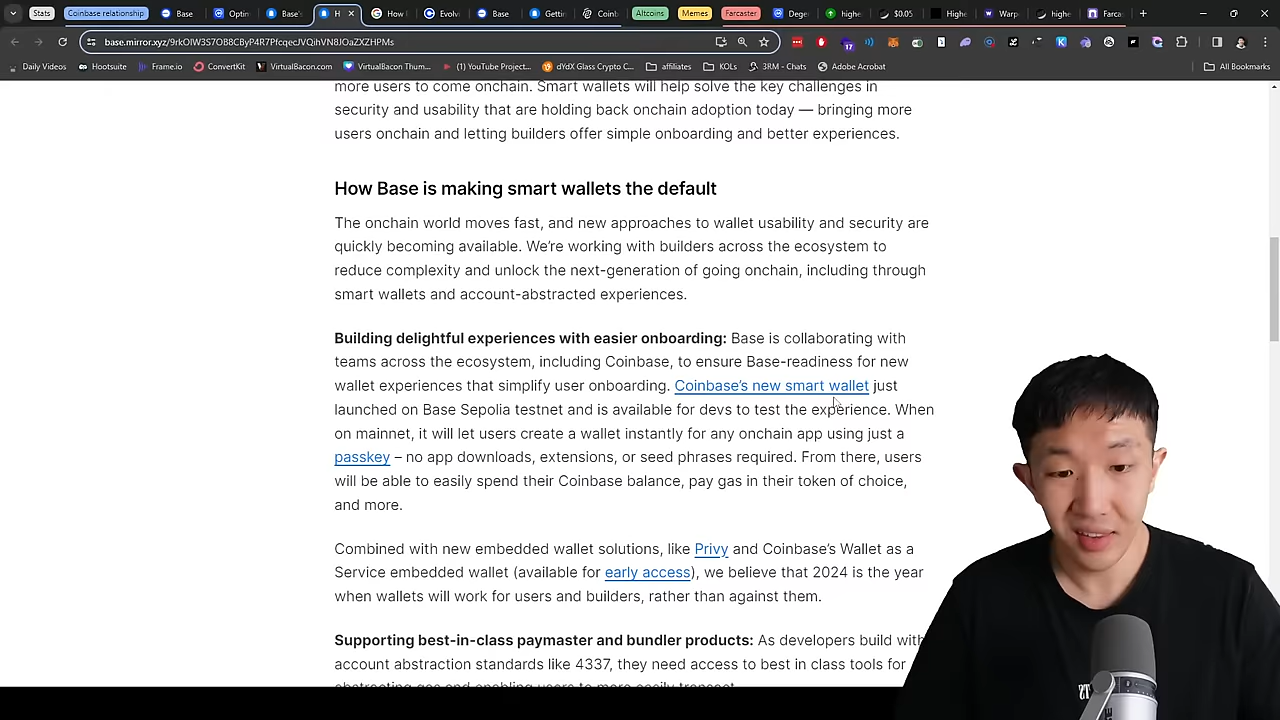 Stats
Coinbase relationship
Base
Optin
Base's
H
How
Evolv
Base
Gettin
Coinb
Altcoins
Memes
Farcaster
Dege
highe
$0.05
Highe
Warp
highe
Farca
base.mirror.xyz/9rkOlW3S7OB8CByP4R7PfcqecJVQihVN8JOaZXZHPMs
Daily Videos
Hootsuite
Frame.io
ConvertKit
VirtualBacon.com
VirtualBacon Thum...
(1) YouTube Project...
dYdX Glass Crypto C...
affiliates
KOLs
3RM - Chats
Adobe Acrobat
All Bookmarks
more users to come onchain. Smart wallets will help solve the key challenges in
security and usability that are holding back onchain adoption today — bringing more
users onchain and letting builders offer simple onboarding and better experiences.
How Base is making smart wallets the default
The onchain world moves fast, and new approaches to wallet usability and security are
quickly becoming available. We're working with builders across the ecosystem to
reduce complexity and unlock the next-generation of going onchain, including through
smart wallets and account-abstracted experiences.
Building delightful experiences with easier onboarding: Base is collaborating with
teams across the ecosystem, including Coinbase, to ensure Base-readiness for new
wallet experiences that simplify user onboarding. Coinbase's new smart wallet just
launched on Base Sepolia testnet and is available for devs to test the experience. When
on mainnet, it will let users create a wallet instantly for any onchain app using just a
passkey – no app downloads, extensions, or seed phrases required. From there, users
will be able to easily spend their Coinbase balance, pay gas in their token of choice,
and more.
Combined with new embedded wallet solutions, like Privy and Coinbase's Wallet as a
Service embedded wallet (available for early access), we believe that 2024 is the year
when wallets will work for users and builders, rather than against them.
Supporting best-in-class paymaster and bundler products: As developers build with
account abstraction standards like 4337, they need access to best in class tools for
abstracting gas and enabling users to more easily transact.